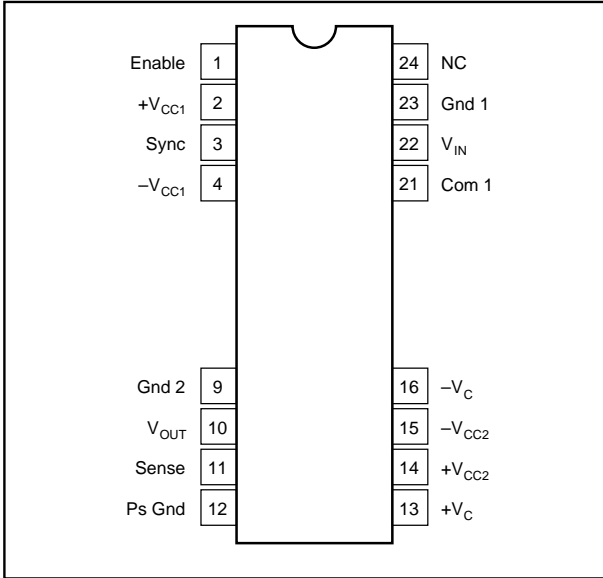 Enable 1 24 NC
+VCC1 2 23 Gnd 1
Sync 3 22 VIN
–VCC1 4 21 Com 1
Gnd 2 9 16 –VC
VOUT 10 15 –VCC2
Sense 11 14 +VCC2
Ps Gnd 12 13 +VC